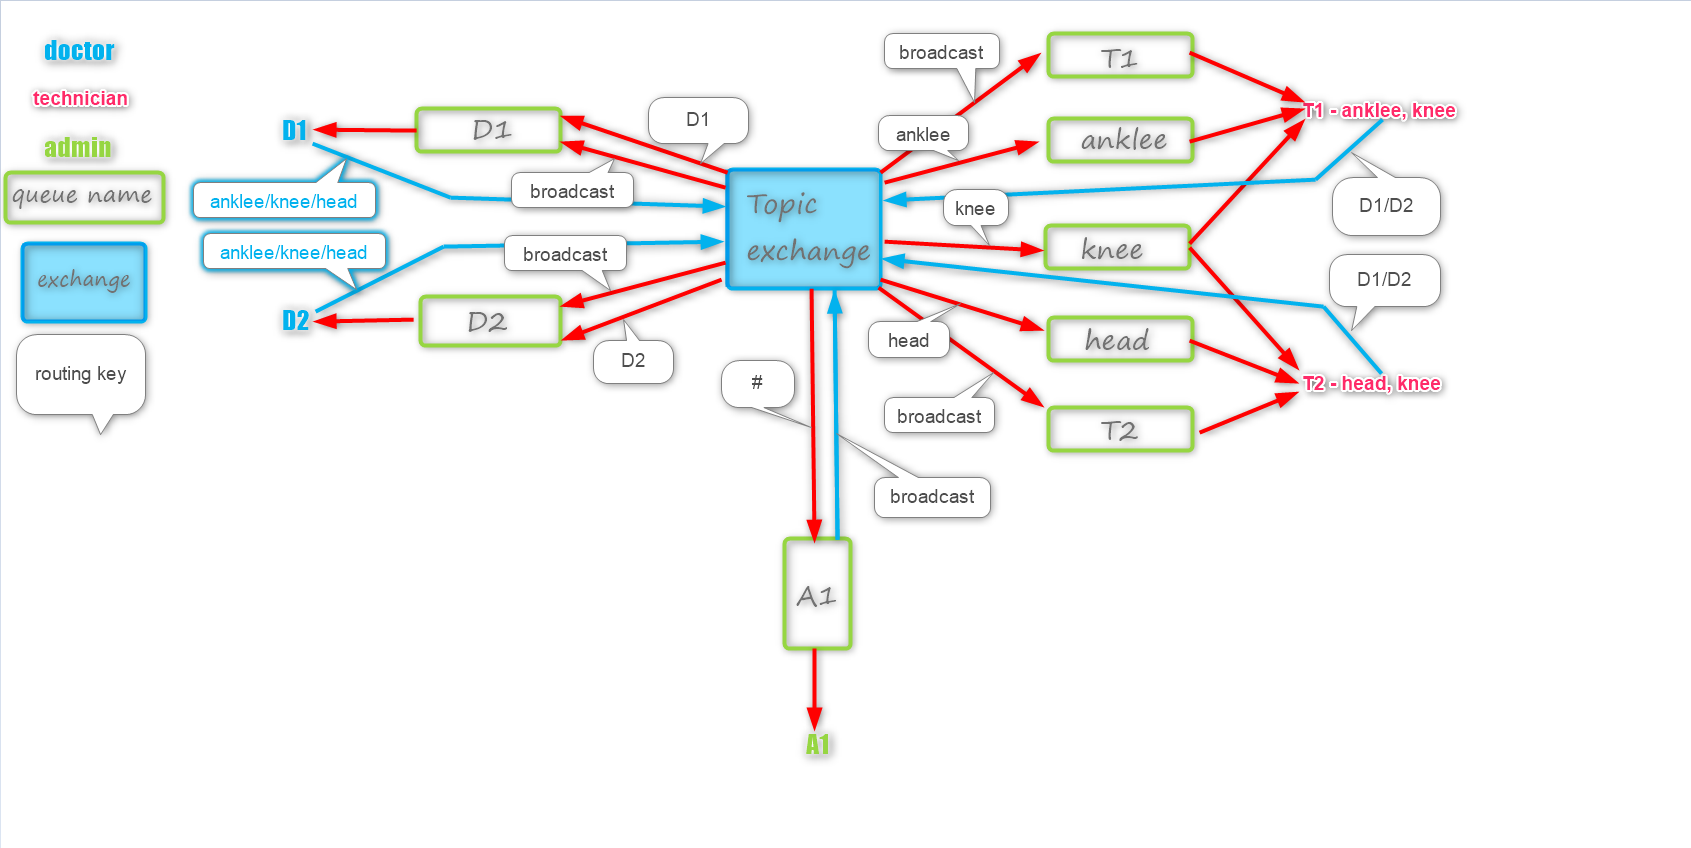 doctor
technician
admin
queue name
exchange
routing key
D1
D2
anklee/knee/head
anklee/knee/head
D1
D2
D1
broadcast
broadcast
D2
Topic
exchange
#
broadcast
A1
A1
broadcast
anklee
knee
head
broadcast
T1
anklee
knee
head
T2
T1 - anklee, knee
D1/D2
D1/D2
T2 - head, knee